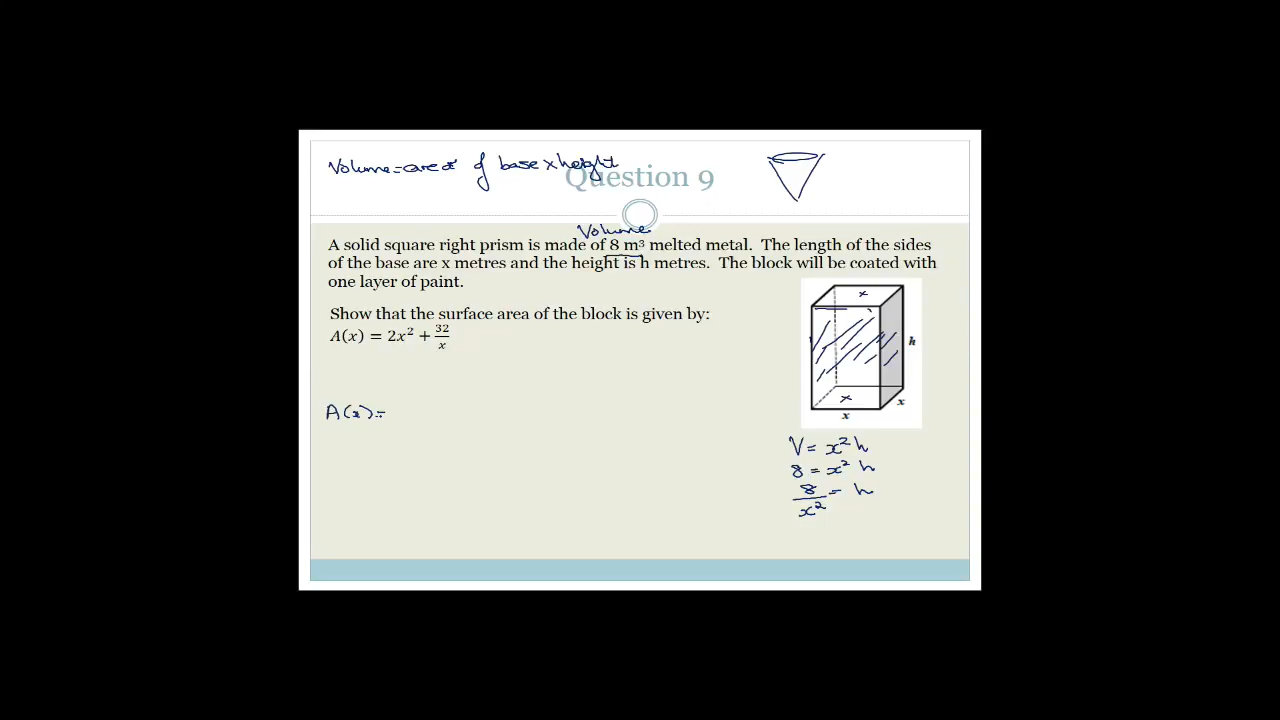 Volume = area of base x height
Question 9
Volume
A solid square right prism is made of 8 m³ melted metal. The length of the sides
of the base are x metres and the height is h metres. The block will be coated with
one layer of paint.
Show that the surface area of the block is given by:
A(x) = 2x² + 32/x
x
h
x
x
x
A(x) =
V = x² h
8 = x² h
8/x² = h